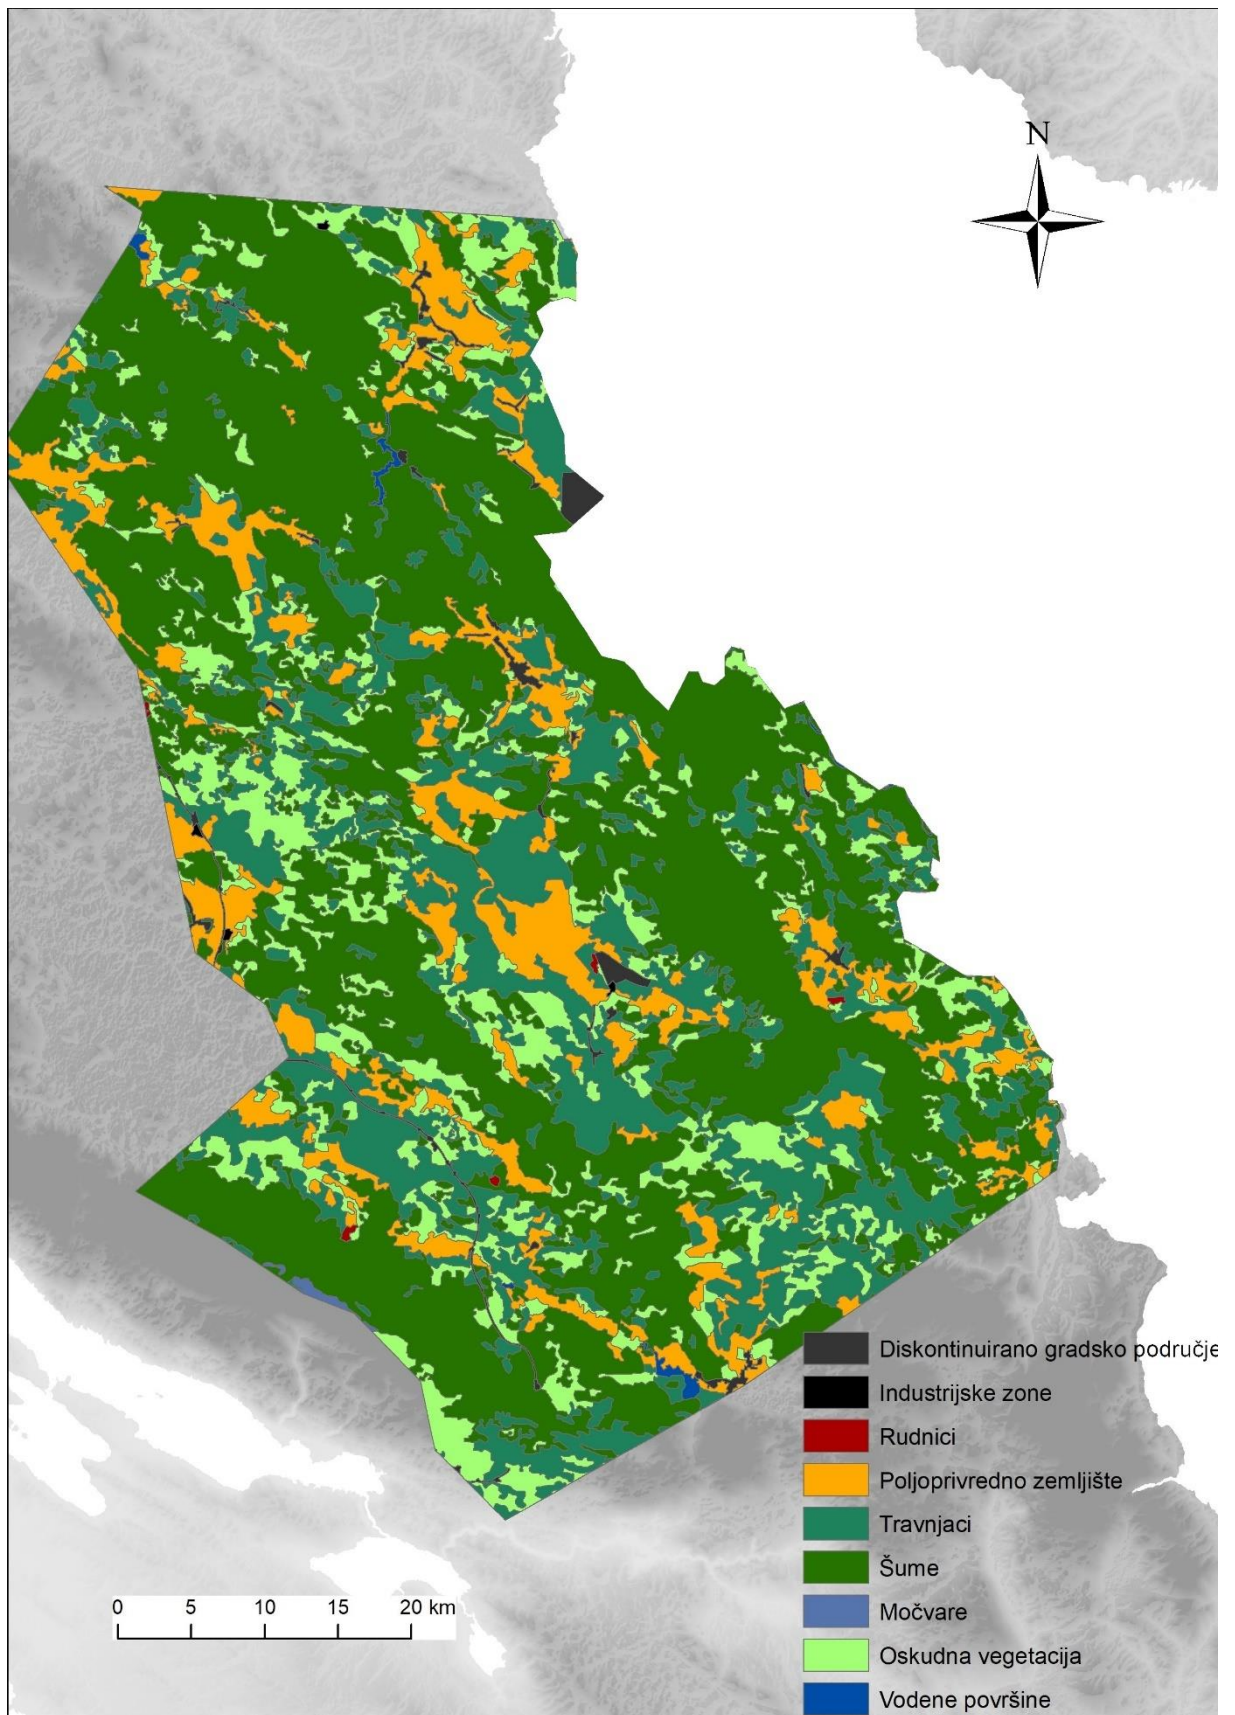 N
Diskontinuirano gradsko područje
Industrijske zone
Rudnici
Poljoprivredno zemljište
Travnjaci
Šume
Močvare
Oskudna vegetacija
Vodene površine
0 5 10 15 20 km